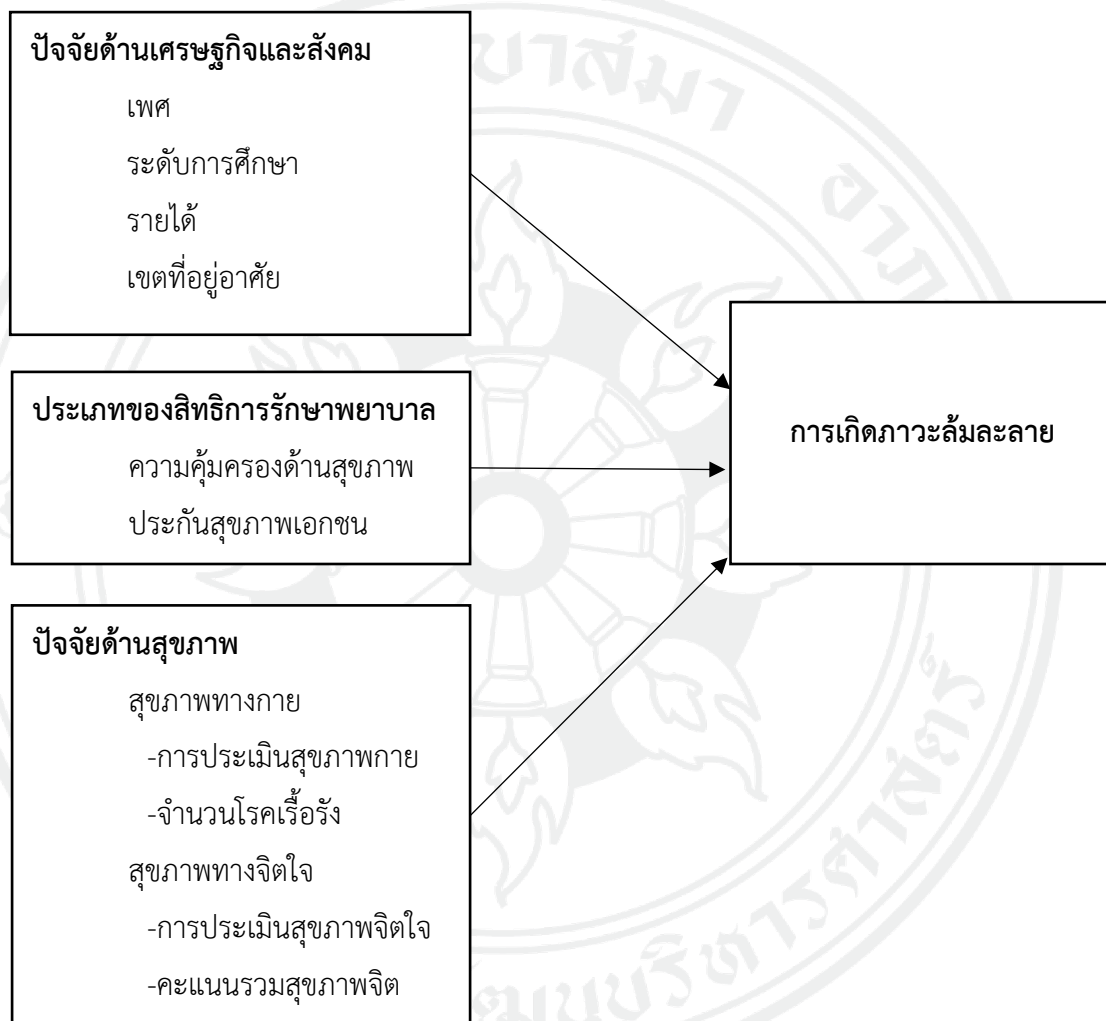 ปัจจัยด้านเศรษฐกิจและสังคม
เพศ
ระดับการศึกษา
รายได้
เขตที่อยู่อาศัย
ประเภทของสิทธิการรักษาพยาบาล
ความคุ้มครองด้านสุขภาพ
ประกันสุขภาพเอกชน
ปัจจัยด้านสุขภาพ
สุขภาพทางกาย
-การประเมินสุขภาพกาย
-จำนวนโรคเรื้อรัง
สุขภาพทางจิตใจ
-การประเมินสุขภาพจิตใจ
-คะแนนรวมสุขภาพจิต
การเกิดภาวะล้มละลาย